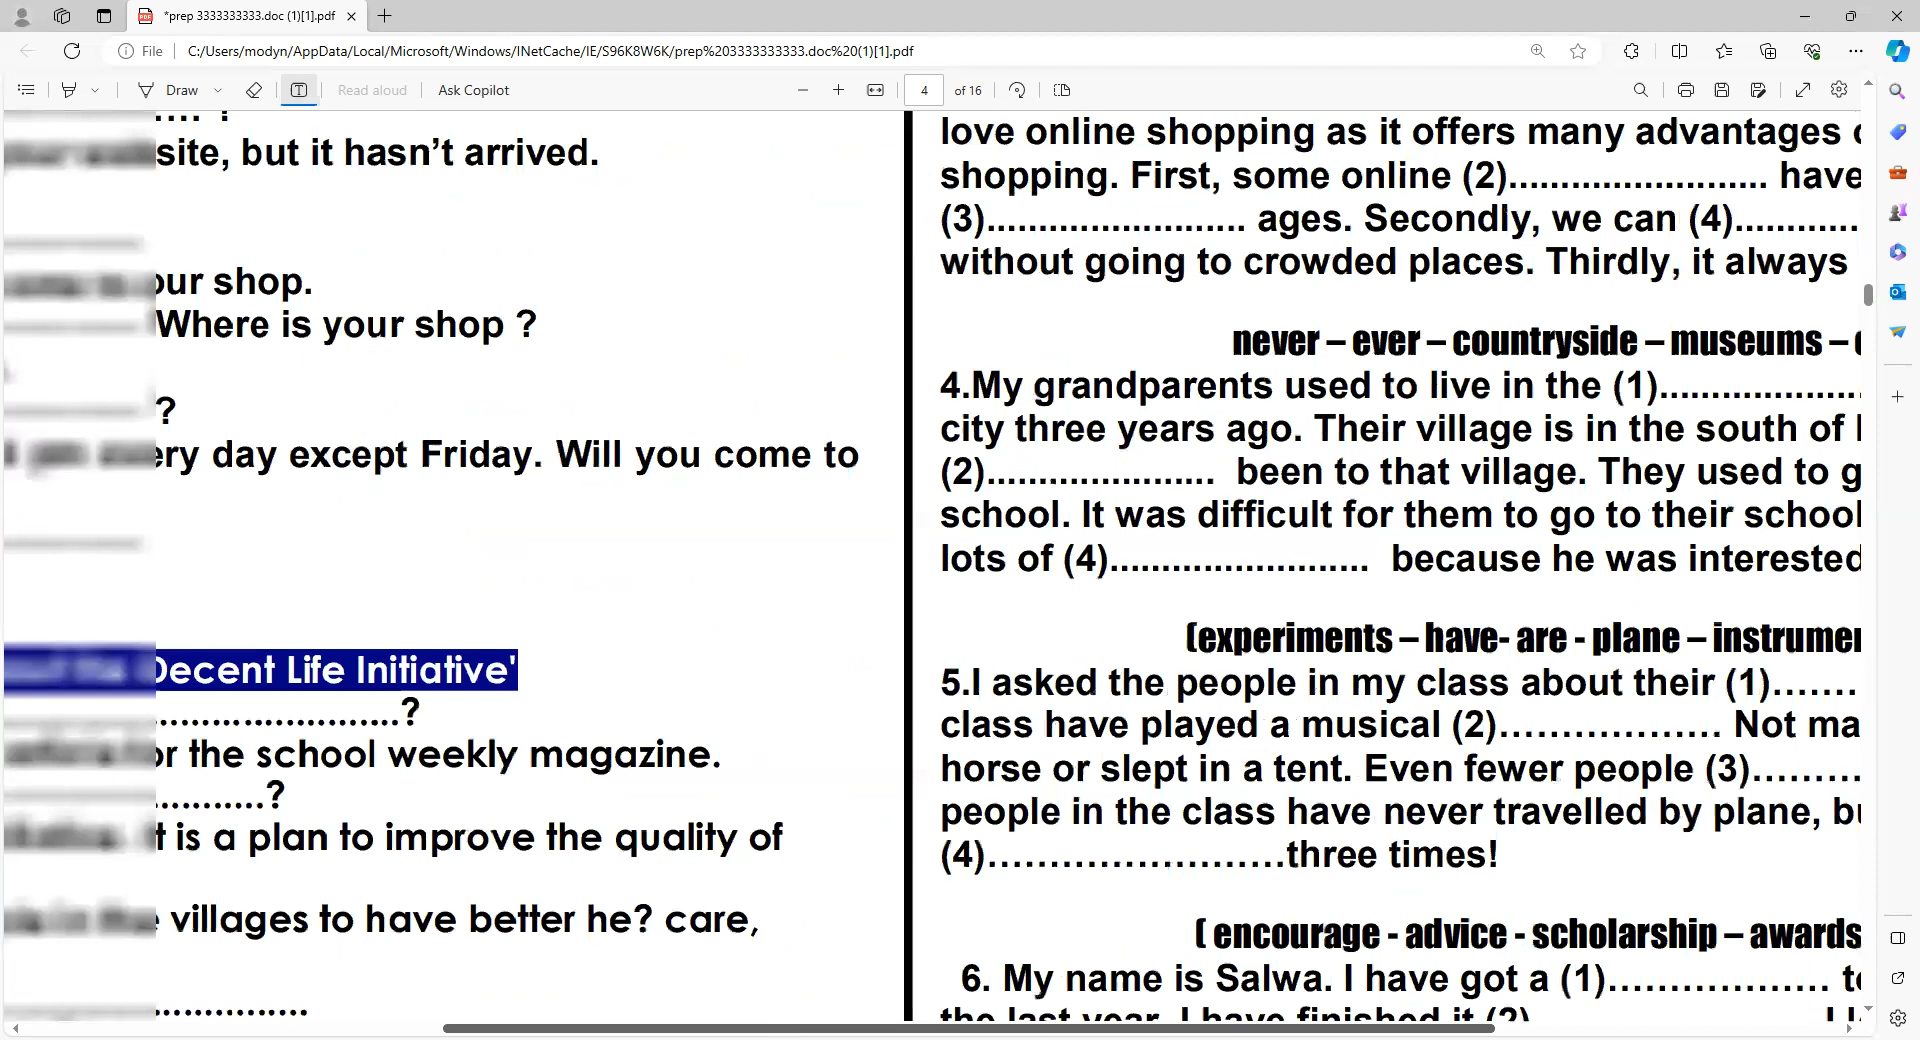 *prep 3333333333.doc (1)[1].pdf
File
C:/Users/modyn/AppData/Local/Microsoft/Windows/INetCache/IE/S96K8W6K/prep%203333333333.doc%20(1)[1].pdf
Draw
Read aloud
Ask Copilot
4
of 16
.... ?
site, but it hasn't arrived.
our shop.
Where is your shop ?
?
every day except Friday. Will you come to
Decent Life Initiative'
..........................?
for the school weekly magazine.
............?
It is a plan to improve the quality of
villages to have better he? care,
................
love online shopping as it offers many advantages
shopping. First, some online (2)......................... have
(3)......................... ages. Secondly, we can (4)............
without going to crowded places. Thirdly, it always
never – ever – countryside – museums –
4.My grandparents used to live in the (1)....................
city three years ago. Their village is in the south of
(2)...................... been to that village. They used to
school. It was difficult for them to go to their school
lots of (4)......................... because he was interested
(experiments – have- are - plane –
5.I asked the people in my class about their (1).......
class have played a musical (2)..................... Not
horse or slept in a tent. Even fewer people (3).........
people in the class have never travelled by plane,
(4)..........................three times!
( encourage - advice - scholarship – awards
6. My name is Salwa. I have got a (1)..................
the last year. I have finished it (2)